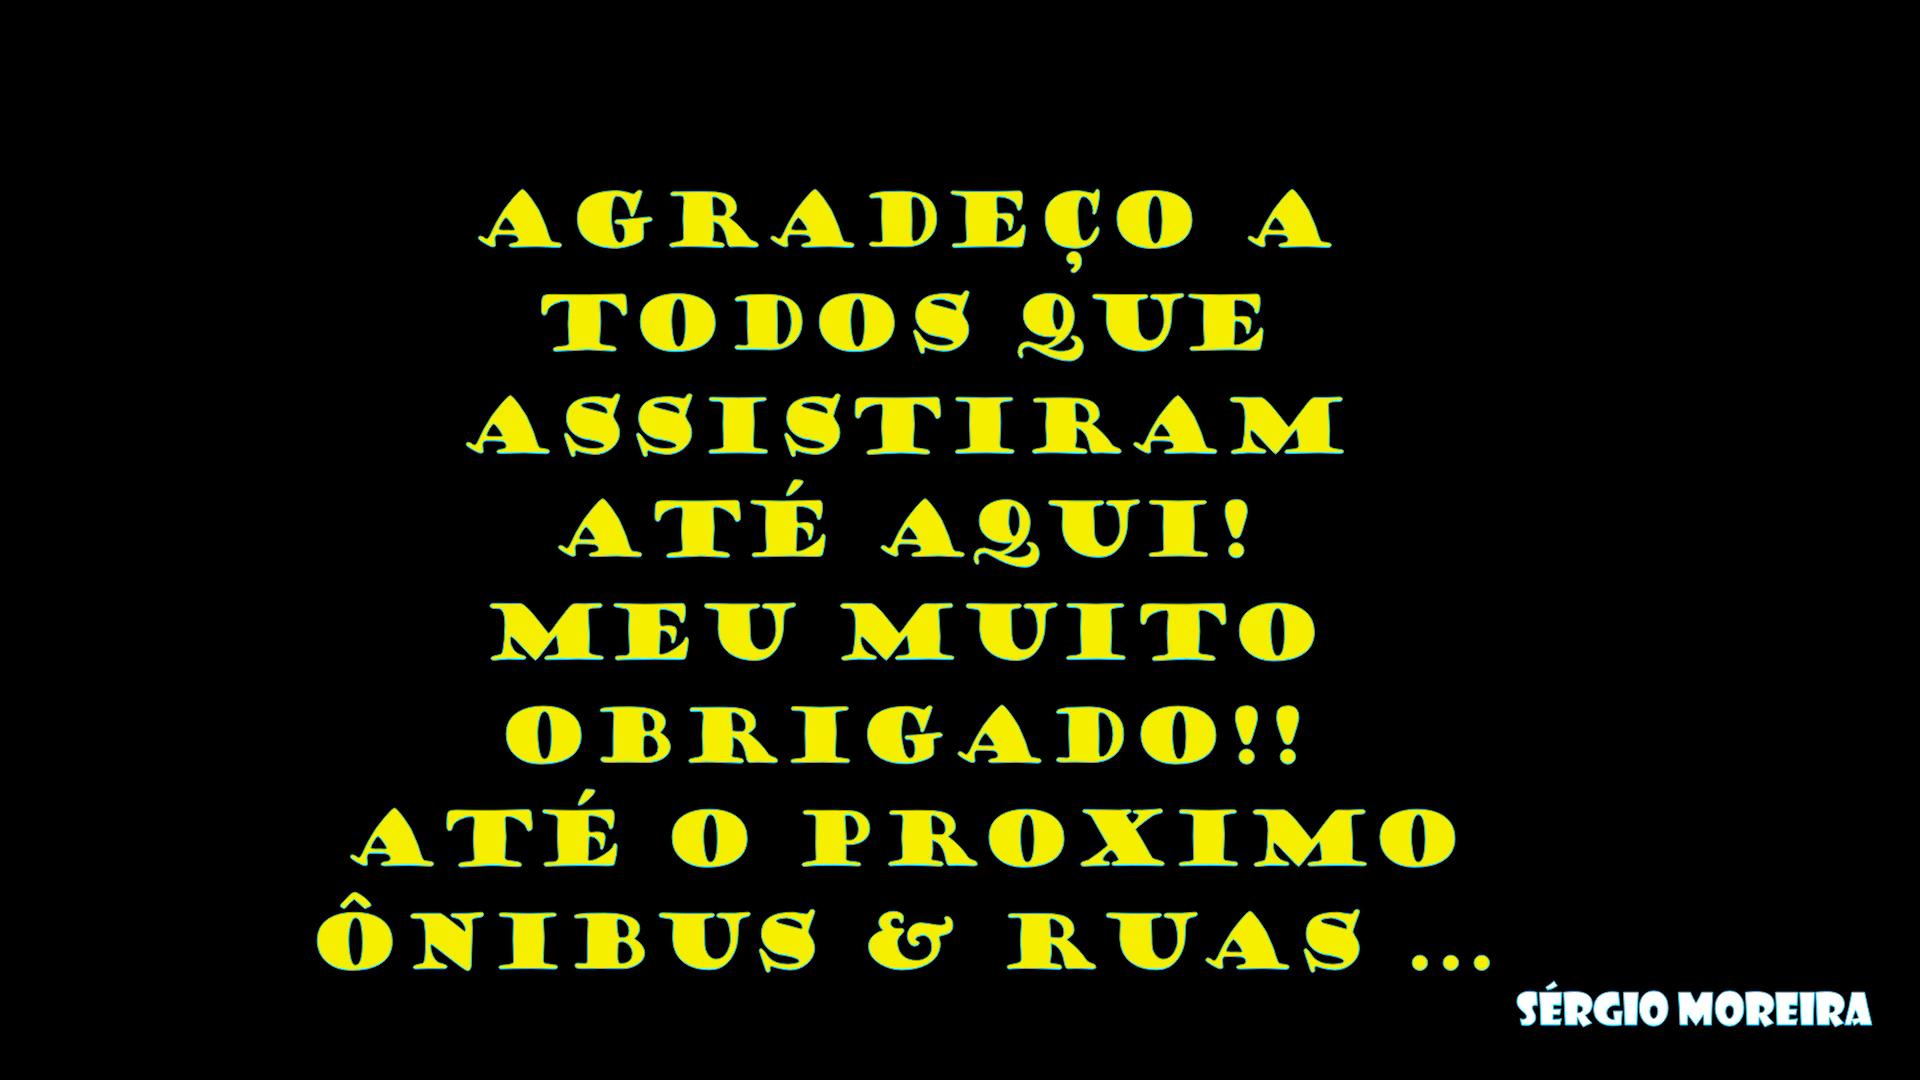 AGRADEÇO A
TODOS QUE
ASSISTIRAM
ATÉ AQUI!
MEU MUITO
OBRIGADO!!
ATÉ O PROXIMO
ÔNIBUS & RUAS ...
SÉRGIO MOREIRA